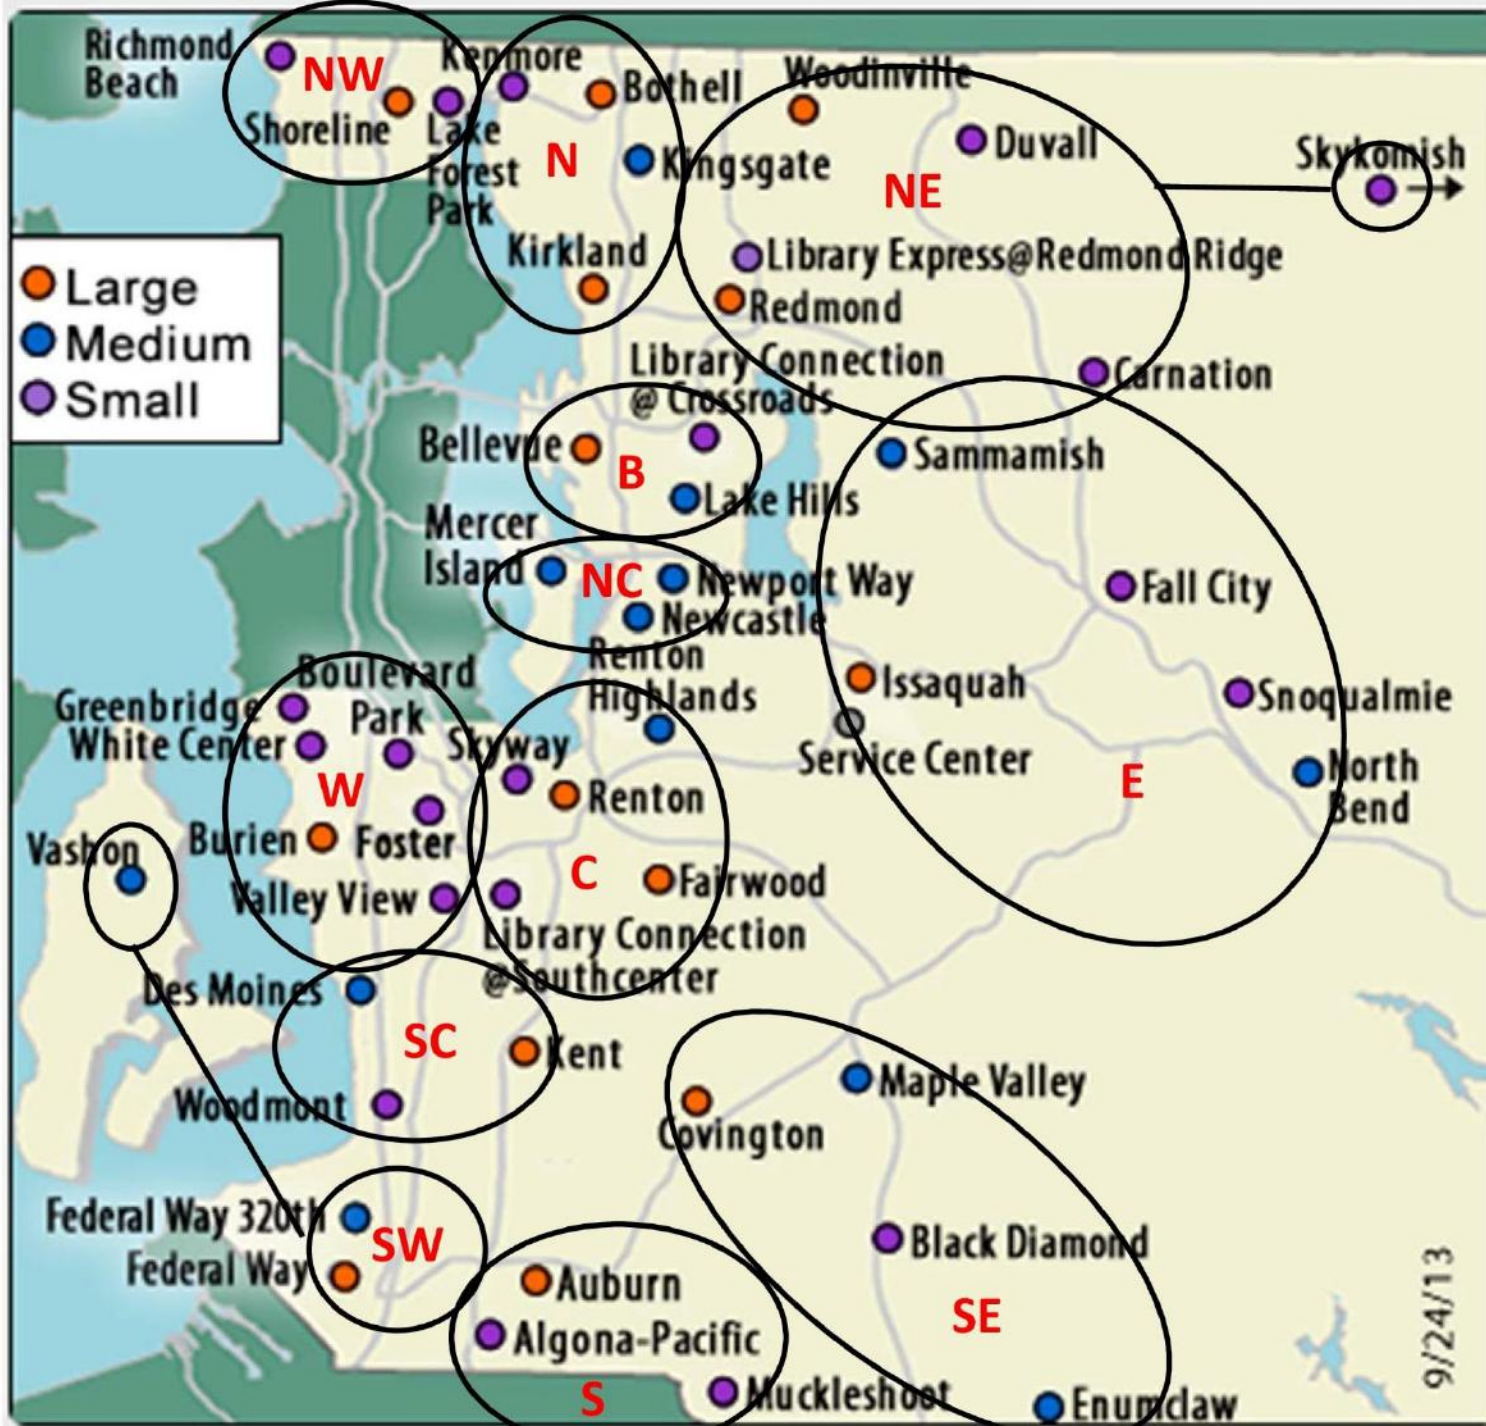 Richmond
Beach
NW
Shoreline
Kenmore
Lake
Forest
Park
Bothell
N
Kingsgate
Kirkland
Woodinville
Duvall
NE
Skykomish
Library Express@Redmond Ridge
Redmond
Carnation
Large
Medium
Small
Library Connection
@ Crossroads
Bellevue
B
Lake Hills
Sammamish
Mercer
Island
NC
Newport Way
Newcastle
Fall City
Renton
Highlands
Issaquah
Snoqualmie
Service Center
E
North
Bend
Boulevard
Park
Greenbridge
White Center
W
Skyway
Renton
Burien
Foster
Valley View
Vashon
C
Fairwood
Library Connection
@Southcenter
Des Moines
SC
Kent
Woodmont
Maple Valley
Covington
Federal Way 320th
SW
Federal Way
Black Diamond
SE
Auburn
Algona-Pacific
S
Muckleshoot
Enumclaw
9/24/13